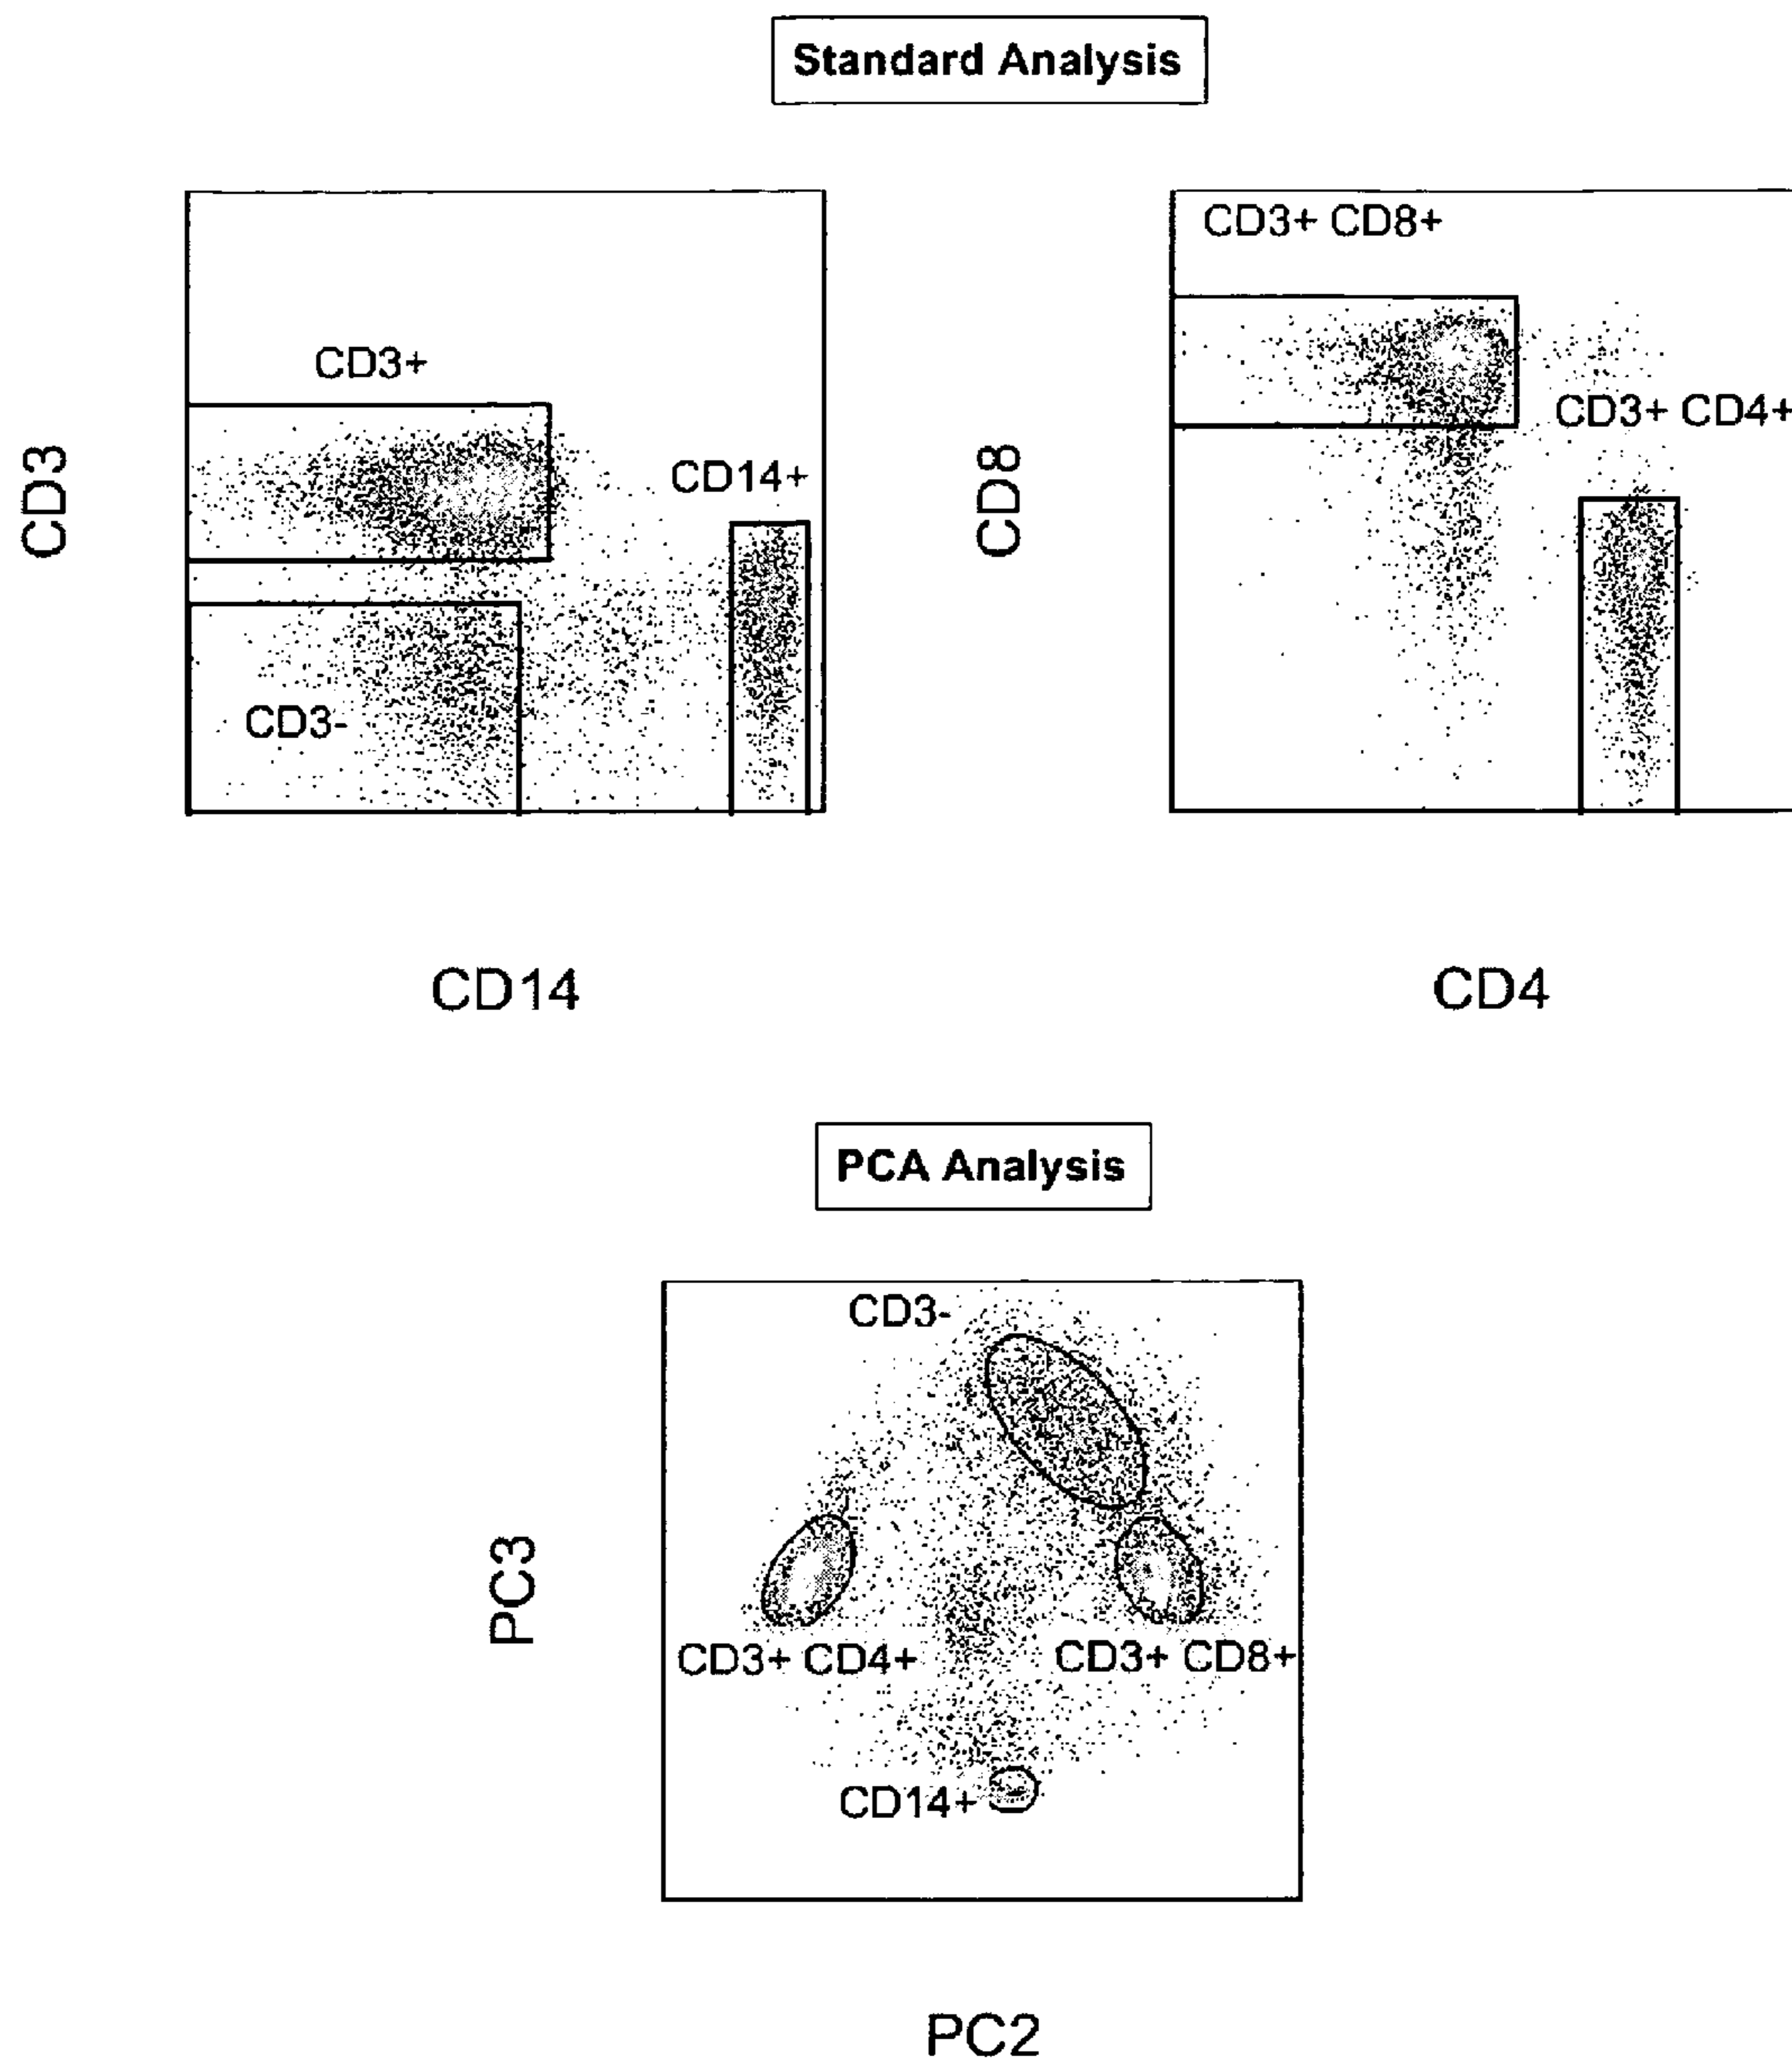 Standard Analysis
CD3+ CD8+
CD3+
CD3+ CD4+
CD14+
CD3
CD8
CD3-
CD14
CD4
PCA Analysis
CD3-
PC3
CD3+ CD4+
CD3+ CD8+
CD14+
PC2